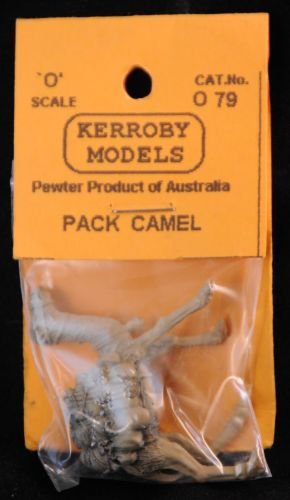 'O'
SCALE
CAT.No.
O 79
KERROBY
MODELS
Pewter Product of Australia
PACK CAMEL